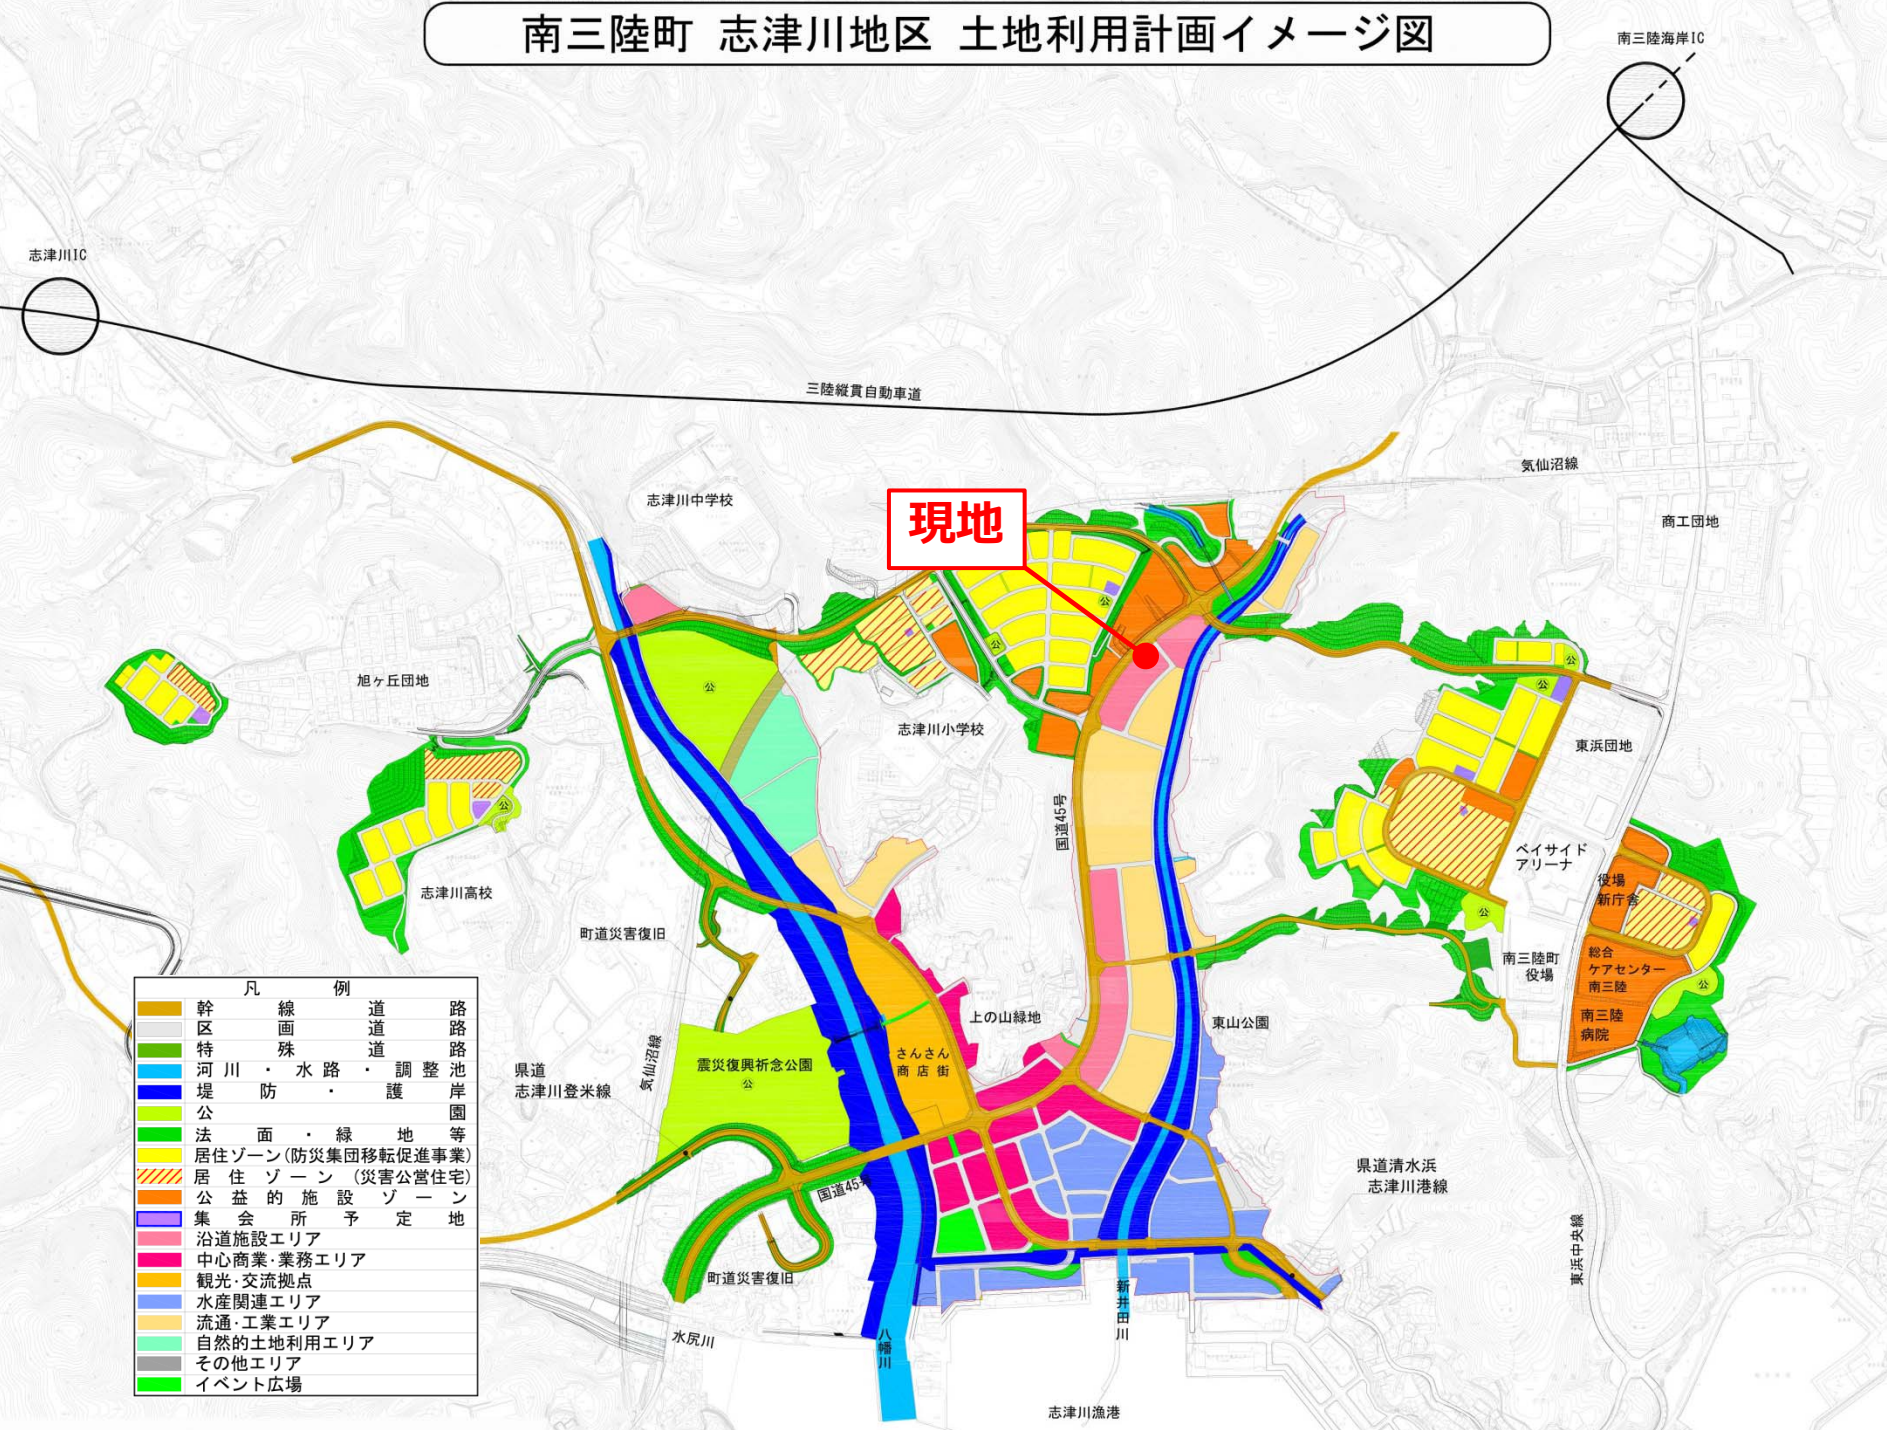 南三陸町 志津川地区 土地利用計画イメージ図
南三陸海岸IC
志津川IC
三陸縦貫自動車道
気仙沼線
志津川中学校
現地
商工団地
公
公
公
公
旭ヶ丘団地
公
公
志津川小学校
東浜団地
公
国道45号
ベイサイド
アリーナ
志津川高校
役場
新庁舎
公
町道災害復旧
南三陸町
役場
総合
ケアセンター
南三陸
公
上の山緑地
東山公園
南三陸
病院
気仙沼線
震災復興祈念公園
公
さんさん
商店街
県道
志津川登米線
県道清水浜
志津川港線
国道45号
東浜中央線
町道災害復旧
新井田川
水尻川
八幡川
志津川漁港
凡例
幹線道路
区画道路
特殊道路
河川・水路・調整池
堤防・護岸
公園
法面・緑地等
居住ゾーン(防災集団移転促進事業)
居住ゾーン(災害公営住宅)
公益的施設ゾーン
集会所予定地
沿道施設エリア
中心商業・業務エリア
観光・交流拠点
水産関連エリア
流通・工業エリア
自然的土地利用エリア
その他エリア
イベント広場